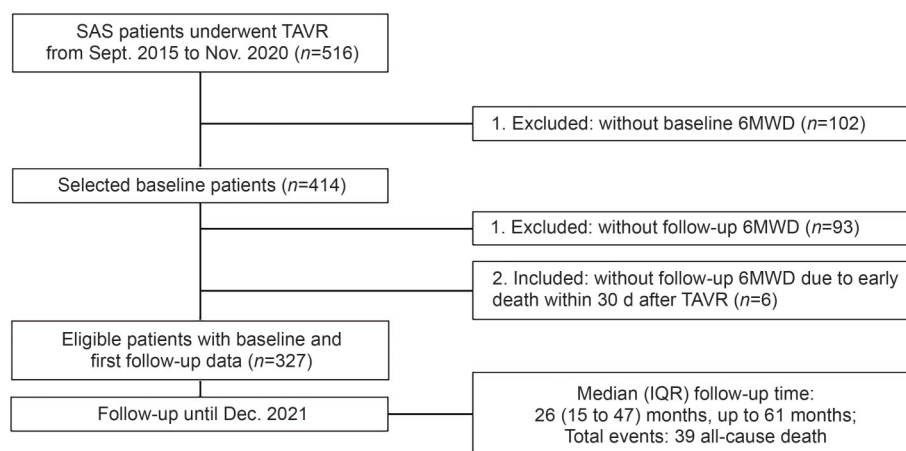 SAS patients underwent TAVR
from Sept. 2015 to Nov. 2020 (n=516)
1. Excluded: without baseline 6MWD (n=102)
Selected baseline patients (n=414)
1. Excluded: without follow-up 6MWD (n=93)
2. Included: without follow-up 6MWD due to early
death within 30 d after TAVR (n=6)
Eligible patients with baseline and
first follow-up data (n=327)
Follow-up until Dec. 2021
Median (IQR) follow-up time:
26 (15 to 47) months, up to 61 months;
Total events: 39 all-cause death